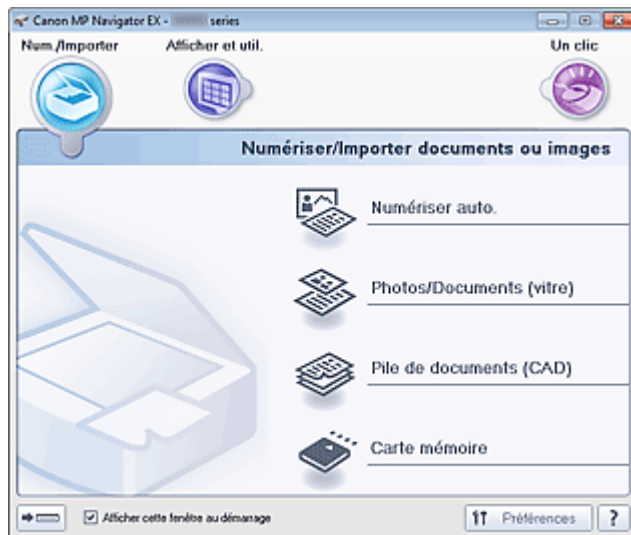 Canon MP Navigator EX - series
Num./Importer Afficher et util. Un clic
Numériser/Importer documents ou images
Numériser auto.
Photos/Documents (vitre)
Pile de documents (CAD)
Carte mémoire
Afficher cette fenêtre au démarrage Préférences ?